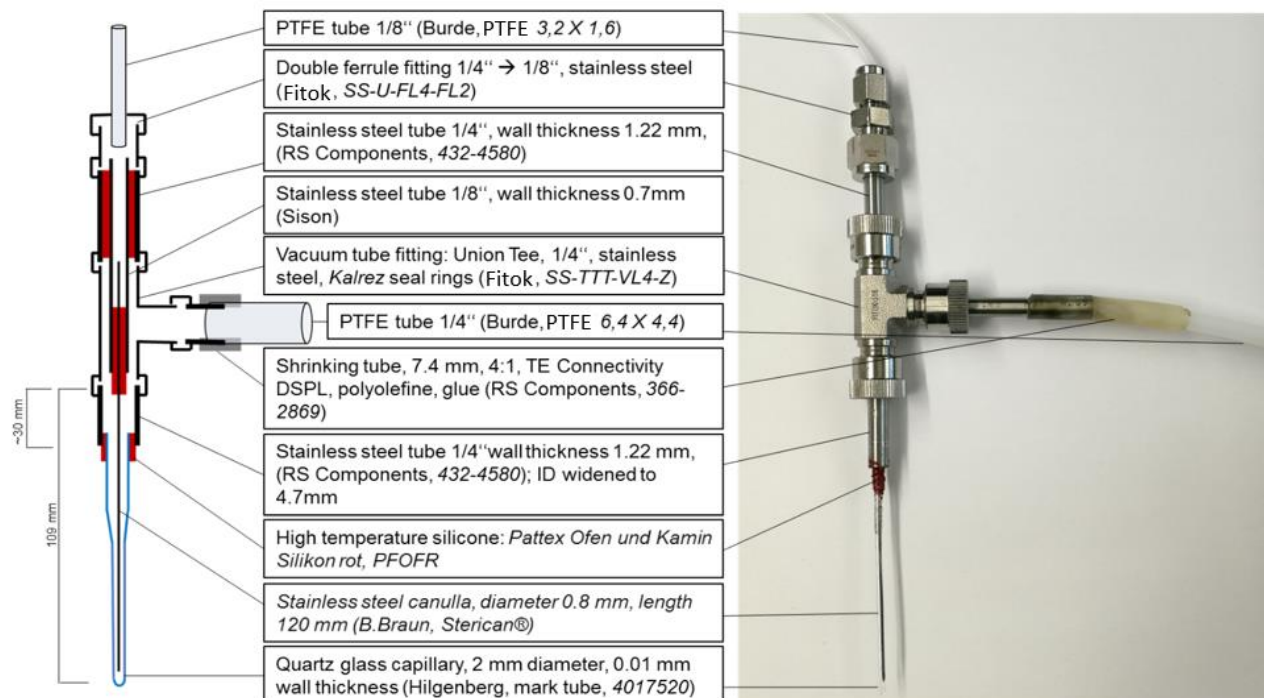 PTFE tube 1/8“ (Burde, PTFE 3,2 X 1,6)
Double ferrule fitting 1/4“ → 1/8“, stainless steel
(Fitok, SS-U-FL4-FL2)
Stainless steel tube 1/4“, wall thickness 1.22 mm,
(RS Components, 432-4580)
Stainless steel tube 1/8“, wall thickness 0.7mm
(Sison)
Vacuum tube fitting: Union Tee, 1/4“, stainless
steel, Kalrez seal rings (Fitok, SS-TTT-VL4-Z)
PTFE tube 1/4“ (Burde, PTFE 6,4 X 4,4)
Shrinking tube, 7.4 mm, 4:1, TE Connectivity
DSPL, polyolefine, glue (RS Components, 366-
2869)
Stainless steel tube 1/4“wall thickness 1.22 mm,
(RS Components, 432-4580); ID widened to
4.7mm
High temperature silicone: Pattex Ofen und Kamin
Silikon rot, PFOFR
Stainless steel canulla, diameter 0.8 mm, length
120 mm (B.Braun, Sterican®)
Quartz glass capillary, 2 mm diameter, 0.01 mm
wall thickness (Hilgenberg, mark tube, 4017520)
~30 mm
109 mm